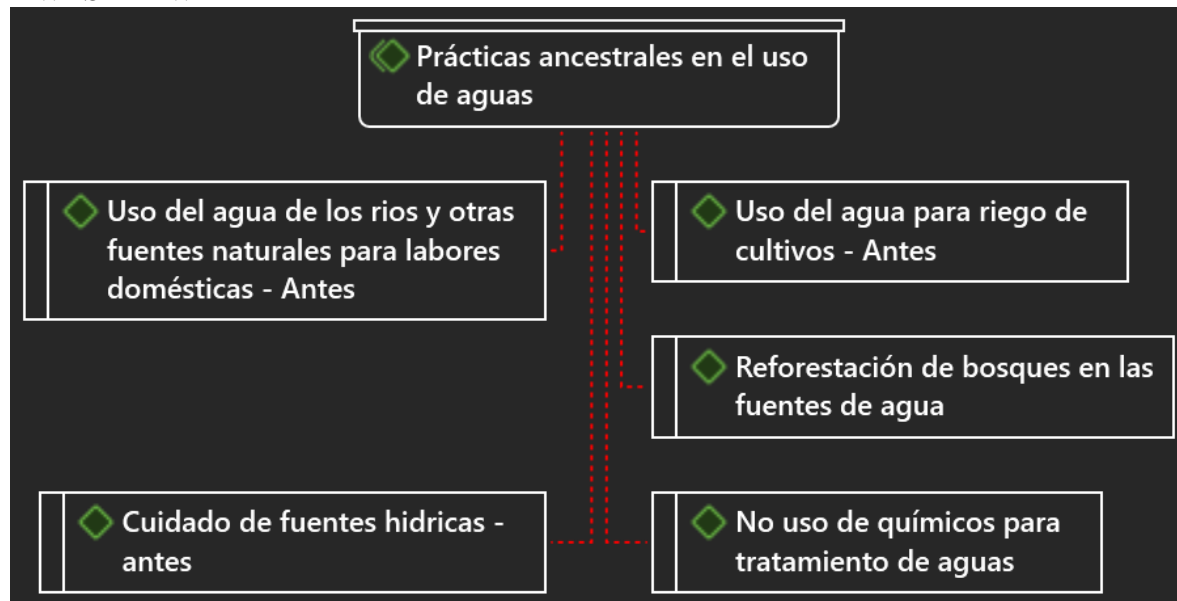 Prácticas ancestrales en el uso
de aguas
Uso del agua de los rios y otras
fuentes naturales para labores
domésticas - Antes
Uso del agua para riego de
cultivos - Antes
Reforestación de bosques en las
fuentes de agua
Cuidado de fuentes hidricas -
antes
No uso de químicos para
tratamiento de aguas